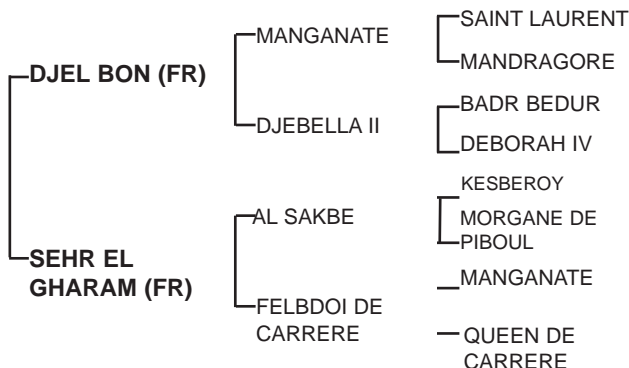 SAINT LAURENT
MANGANATE
MANDRAGORE
DJEL BON (FR)
BADR BEDUR
DJEBELLA II
DEBORAH IV
KESBEROY
AL SAKBE
MORGANE DE
PIBOUL
SEHR EL
GHARAM (FR)
MANGANATE
FELBDOI DE
CARRERE
QUEEN DE
CARRERE